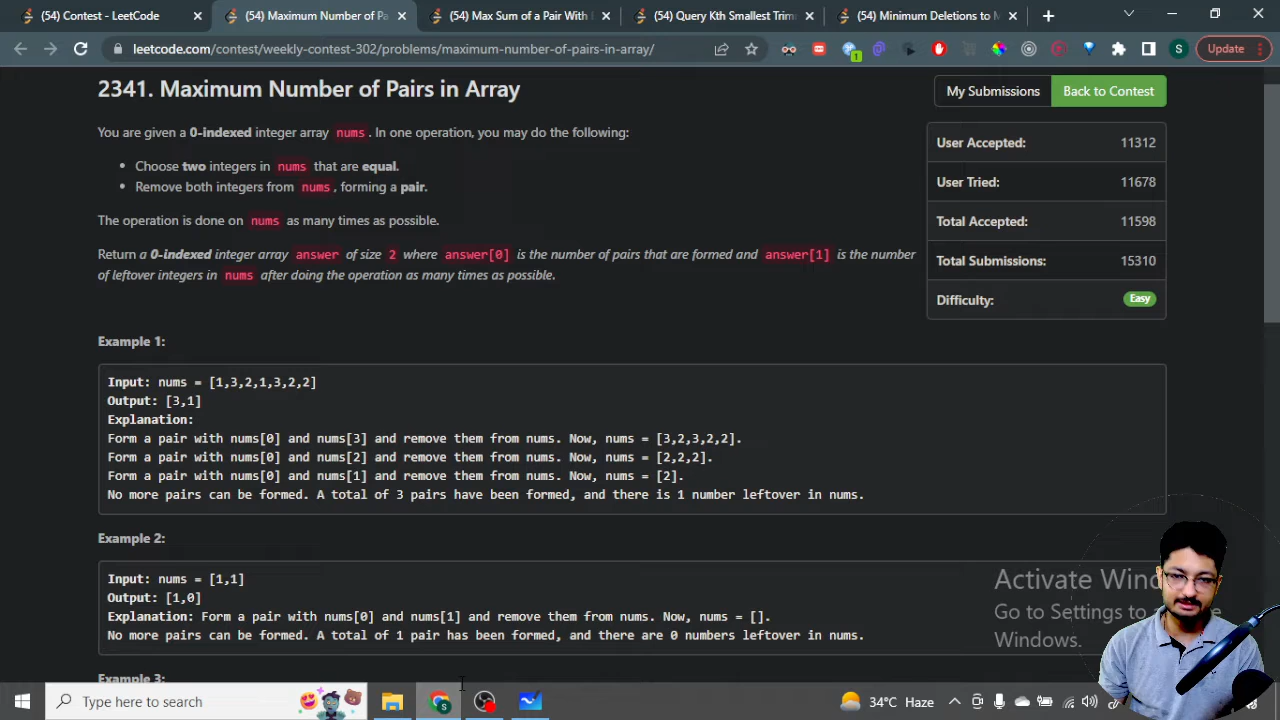 (54) Contest - LeetCode
(54) Maximum Number of Pa
(54) Max Sum of a Pair With
(54) Query Kth Smallest Trimm
(54) Minimum Deletions to M
leetcode.com/contest/weekly-contest-302/problems/maximum-number-of-pairs-in-array/
1
S
Update
2341. Maximum Number of Pairs in Array
My Submissions
Back to Contest
You are given a 0-indexed integer array nums. In one operation, you may do the following:
• Choose two integers in nums that are equal.
• Remove both integers from nums, forming a pair.
The operation is done on nums as many times as possible.
Return a 0-indexed integer array answer of size 2 where answer[0] is the number of pairs that are formed and answer[1] is the number
of leftover integers in nums after doing the operation as many times as possible.
User Accepted: 11312
User Tried: 11678
Total Accepted: 11598
Total Submissions: 15310
Difficulty: Easy
Example 1:
Input: nums = [1,3,2,1,3,2,2]
Output: [3,1]
Explanation:
Form a pair with nums[0] and nums[3] and remove them from nums. Now, nums = [3,2,3,2,2].
Form a pair with nums[0] and nums[2] and remove them from nums. Now, nums = [2,2,2].
Form a pair with nums[0] and nums[1] and remove them from nums. Now, nums = [2].
No more pairs can be formed. A total of 3 pairs have been formed, and there is 1 number leftover in nums.
Example 2:
Input: nums = [1,1]
Output: [1,0]
Explanation: Form a pair with nums[0] and nums[1] and remove them from nums. Now, nums = [].
No more pairs can be formed. A total of 1 pair has been formed, and there are 0 numbers leftover in nums.
Example 3:
Activate Wind
Go to Settings to
Windows.
Type here to search
34°C Haze